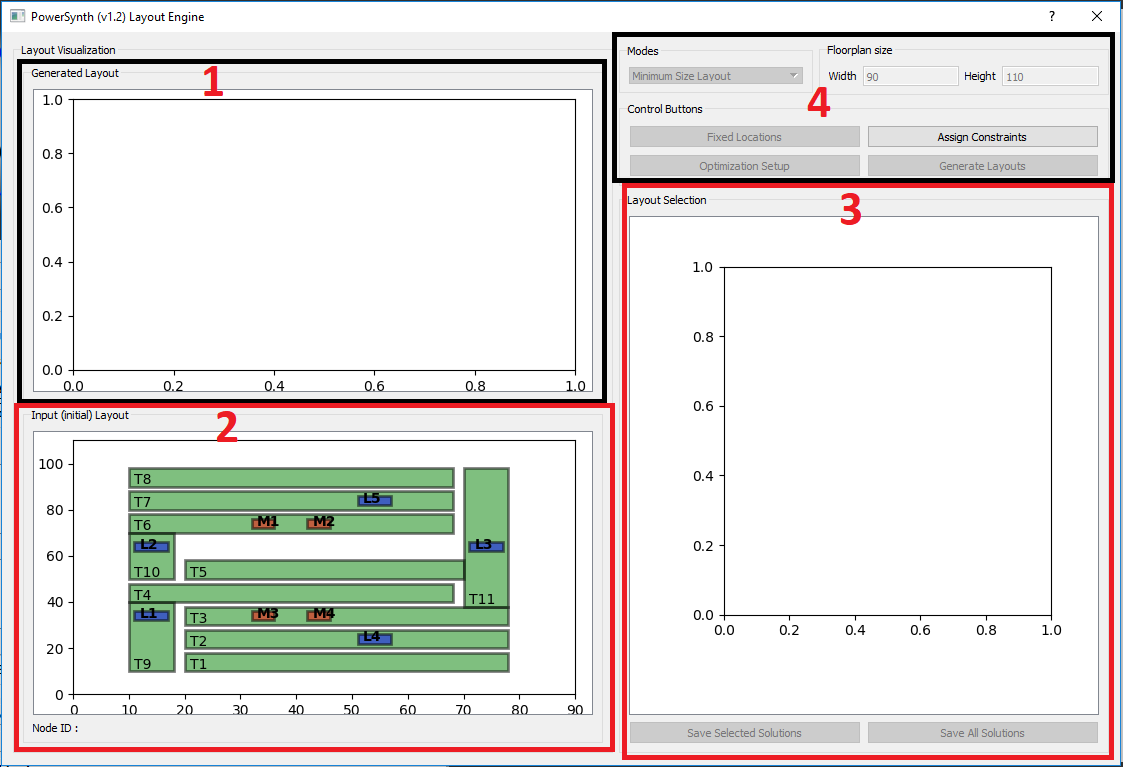 PowerSynth (v1.2) Layout Engine
?
Layout Visualization
Generated Layout
1
1.0
0.8
0.6
0.4
0.2
0.0
0.0 0.2 0.4 0.6 0.8 1.0
Input (initial) Layout
2
100
80
60
40
20
0
0 10 20 30 40 50 60 70 80 90
T8
T7 L5
T6 M1 M2
L2 L3
T10 T5
T4 T11
L1 T3 M3 M4
T2 L4
T9 T1
Node ID :
Modes
Minimum Size Layout
Floorplan size
Width 90 Height 110
4
Control Buttons
Fixed Locations Assign Constraints
Optimization Setup Generate Layouts
Layout Selection
3
1.0
0.8
0.6
0.4
0.2
0.0
0.0 0.2 0.4 0.6 0.8 1.0
Save Selected Solutions Save All Solutions